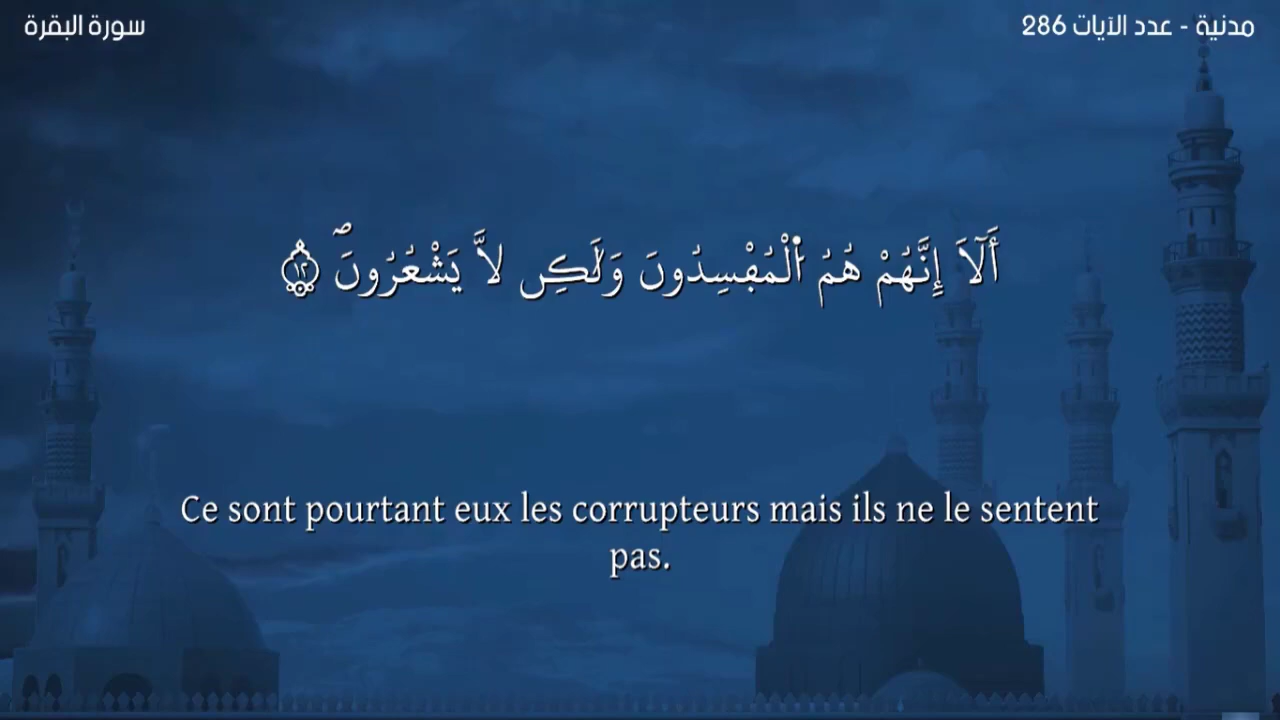 سورة البقرة
مدنية - عدد الآيات 286
أَلَآ إِنَّهُمْ هُمُ ا۬لْمُفْسِدُونَ وَلَٰكِن لَّا يَشْعُرُونَۖ ١٢
Ce sont pourtant eux les corrupteurs mais ils ne le sentent
pas.